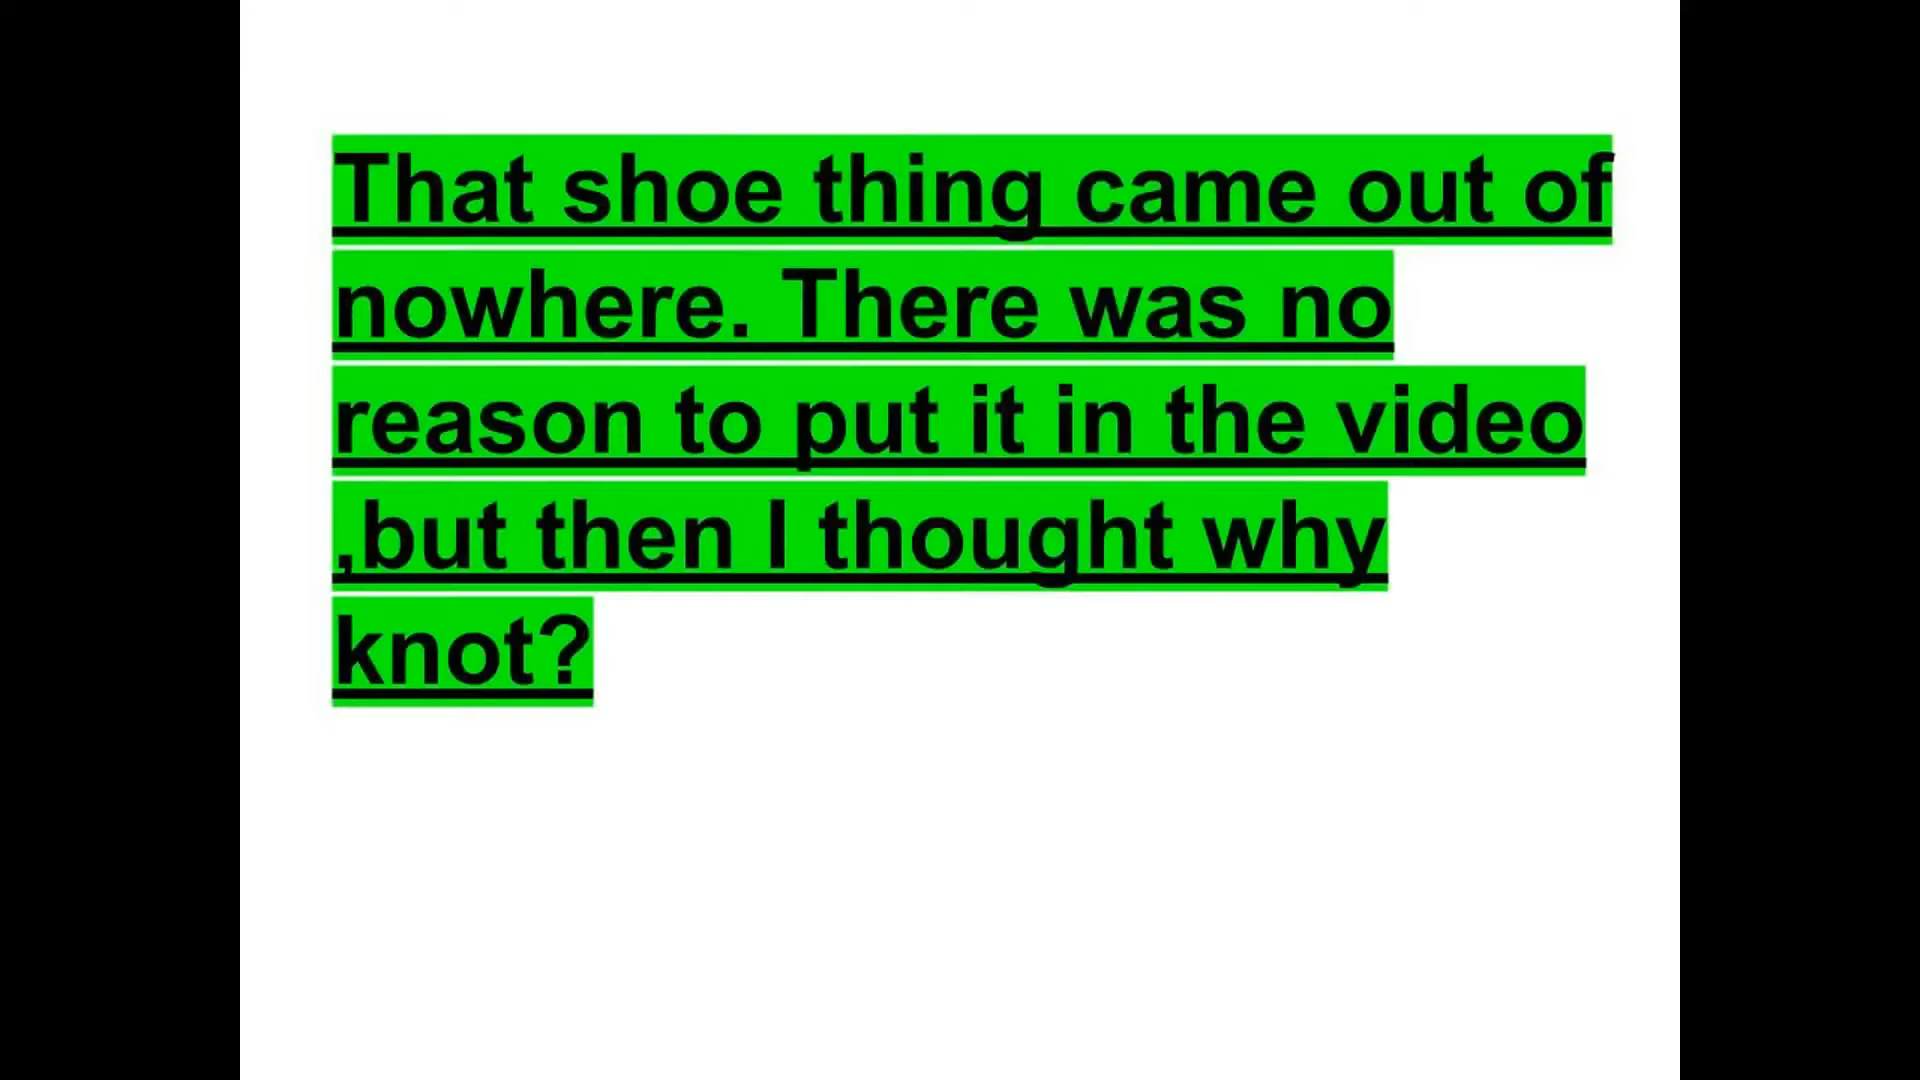 That shoe thing came out of
nowhere. There was no
reason to put it in the video
,but then I thought why
knot?